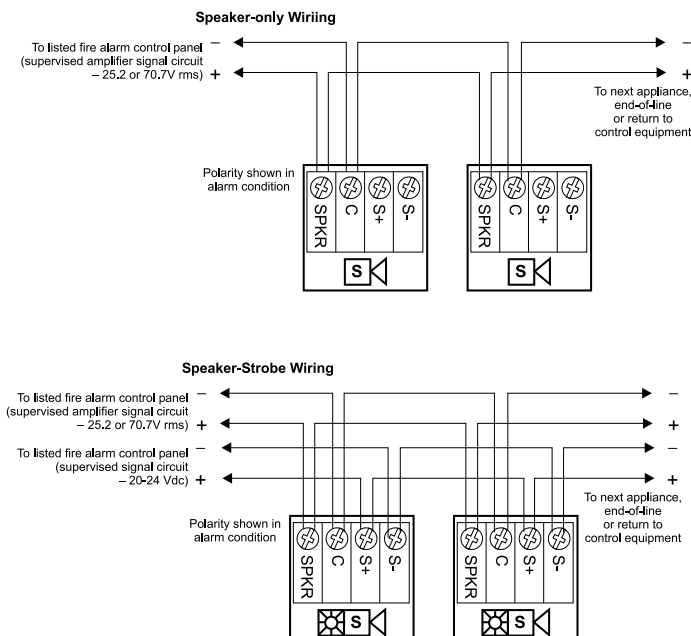 Speaker-only Wiriing
To listed fire alarm control panel
(supervised amplifier signal circuit
– 25.2 or 70.7V rms)
–
+
–
+
To next appliance,
end-of-line
or return to
control equipment
Polarity shown in
alarm condition
SPKR
C
S+
S-
SPKR
C
S+
S-
S
S
Speaker-Strobe Wiring
To listed fire alarm control panel
(supervised amplifier signal circuit
– 25.2 or 70.7V rms)
–
+
To listed fire alarm control panel
(supervised signal circuit
– 20-24 Vdc)
–
+
–
+
–
+
To next appliance,
end-of-line
or return to
control equipment
Polarity shown in
alarm condition
SPKR
C
S+
S-
SPKR
C
S+
S-
S
S